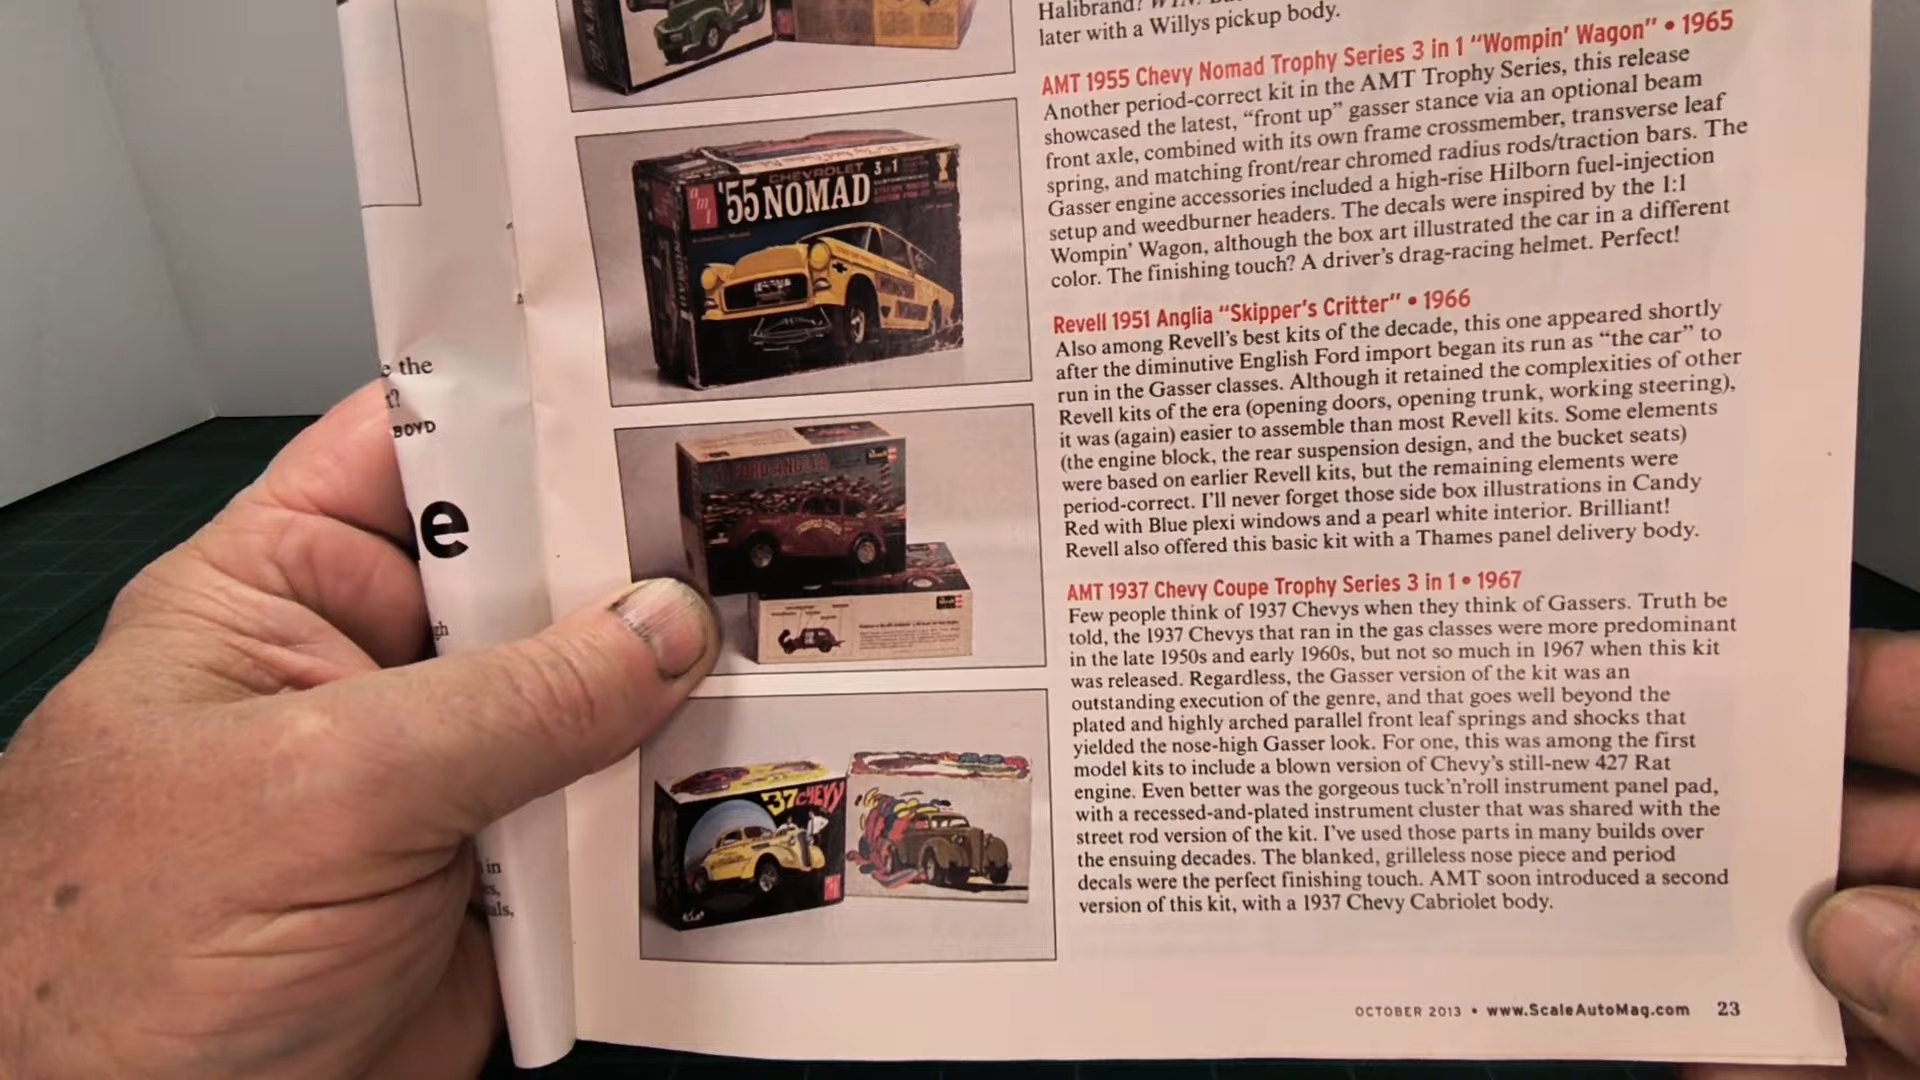 Halibrand?
later with a Willys pickup body.
AMT 1955 Chevy Nomad Trophy Series 3 in 1 “Wompin’ Wagon” • 1965
Another period-correct kit in the AMT Trophy Series, this release
showcased the latest, “front up” gasser stance via an optional beam
front axle, combined with its own frame crossmember, transverse leaf
spring, and matching front/rear chromed radius rods/traction bars. The
Gasser engine accessories included a high-rise Hilborn fuel-injection
setup and weedburner headers. The decals were inspired by the 1:1
Wompin’ Wagon, although the box art illustrated the car in a different
color. The finishing touch? A driver’s drag-racing helmet. Perfect!
Revell 1951 Anglia “Skipper’s Critter” • 1966
Also among Revell’s best kits of the decade, this one appeared shortly
after the diminutive English Ford import began its run as “the car” to
run in the Gasser classes. Although it retained the complexities of other
Revell kits of the era (opening doors, opening trunk, working steering),
it was (again) easier to assemble than most Revell kits. Some elements
(the engine block, the rear suspension design, and the bucket seats)
were based on earlier Revell kits, but the remaining elements were
period-correct. I’ll never forget those side box illustrations in Candy
Red with Blue plexi windows and a pearl white interior. Brilliant!
Revell also offered this basic kit with a Thames panel delivery body.
AMT 1937 Chevy Coupe Trophy Series 3 in 1 • 1967
Few people think of 1937 Chevys when they think of Gassers. Truth be
told, the 1937 Chevys that ran in the gas classes were more predominant
in the late 1950s and early 1960s, but not so much in 1967 when this kit
was released. Regardless, the Gasser version of the kit was an
outstanding execution of the genre, and that goes well beyond the
plated and highly arched parallel front leaf springs and shocks that
yielded the nose-high Gasser look. For one, this was among the first
model kits to include a blown version of Chevy’s still-new 427 Rat
engine. Even better was the gorgeous tuck’n’roll instrument panel pad,
with a recessed-and-plated instrument cluster that was shared with the
street rod version of the kit. I’ve used those parts in many builds over
the ensuing decades. The blanked, grilleless nose piece and period
decals were the perfect finishing touch. AMT soon introduced a second
version of this kit, with a 1937 Chevy Cabriolet body.
OCTOBER 2013 • www.ScaleAutoMag.com 23
CHEVROLET
3 in 1
amt
'55 NOMAD
FORD ANGLIA
'37 CHEVY
the
BOYD
e
in